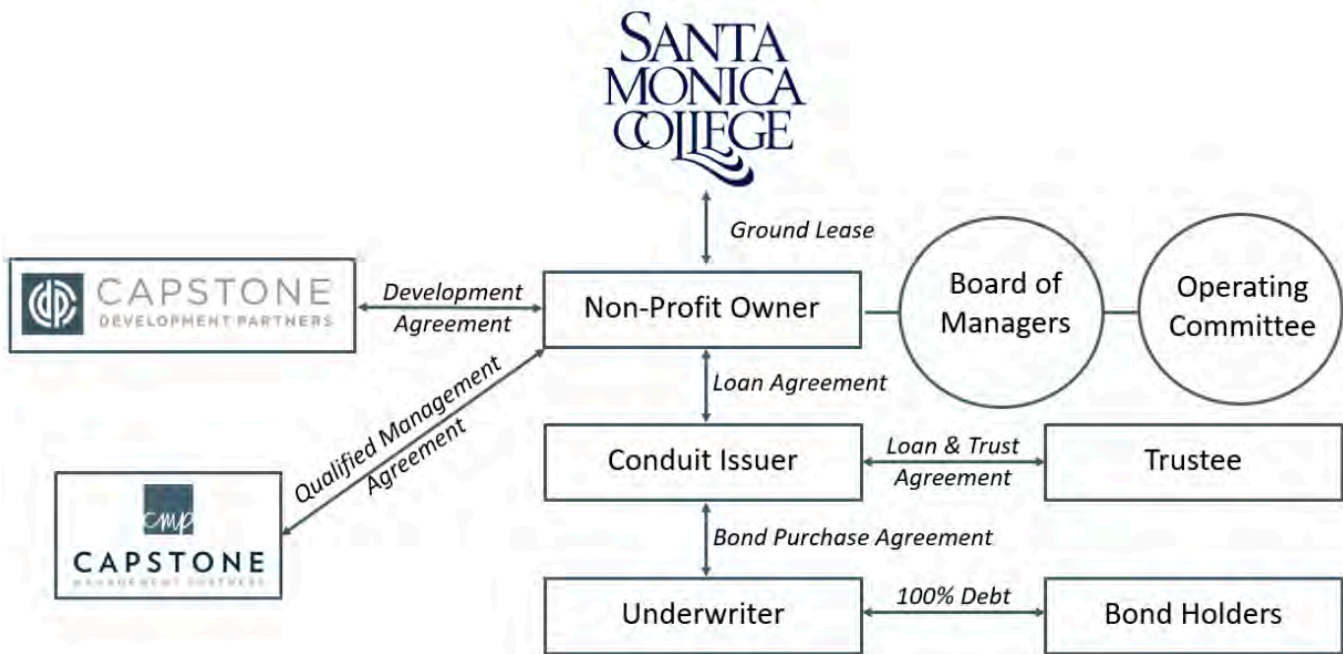 SANTA
MONICA
COLLEGE
Ground Lease
CAPSTONE
DEVELOPMENT PARTNERS
Development
Agreement
Non-Profit Owner
Board of
Managers
Operating
Committee
Qualified Management
Agreement
Loan Agreement
Conduit Issuer
Loan & Trust
Agreement
Trustee
cmp
CAPSTONE
MANAGEMENT PARTNERS
Bond Purchase Agreement
Underwriter
100% Debt
Bond Holders